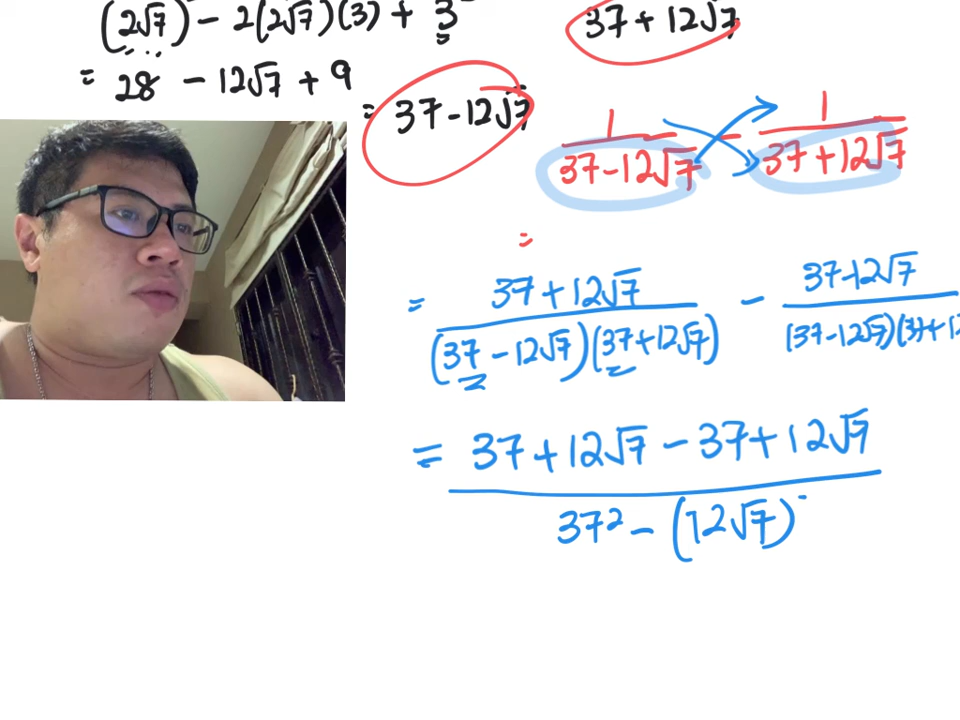 (2√7)² - 2(2√7)(3) + 3²
= 28 - 12√7 + 9
= 37 - 12√7
37 + 12√7
1/(37 - 12√7) - 1/(37 + 12√7)
=
= (37 + 12√7)/((37 - 12√7)(37 + 12√7)) - (37 - 12√7)/((37 - 12√7)(37 + 12
= (37 + 12√7 - 37 + 12√7)/(37² - (12√7)